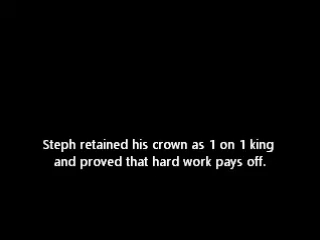 Steph retained his crown as 1 on 1 king
and proved that hard work pays off.